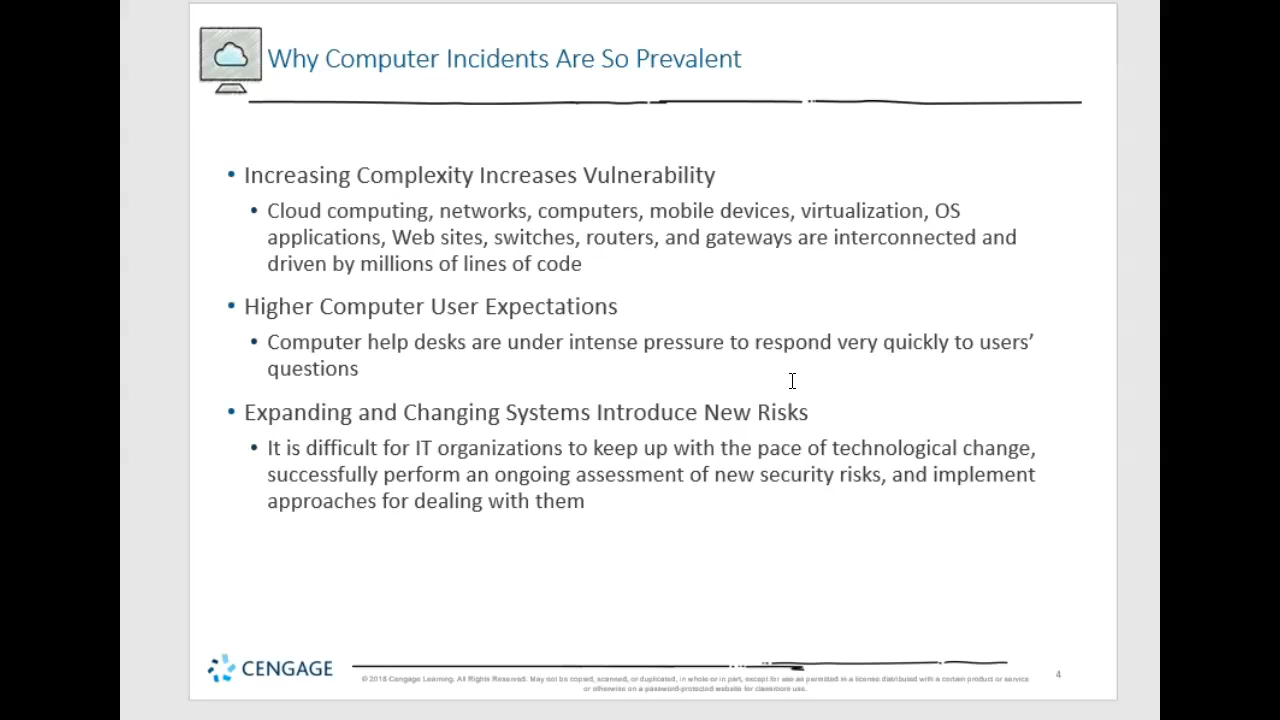 Why Computer Incidents Are So Prevalent
• Increasing Complexity Increases Vulnerability
• Cloud computing, networks, computers, mobile devices, virtualization, OS
applications, Web sites, switches, routers, and gateways are interconnected and
driven by millions of lines of code
• Higher Computer User Expectations
• Computer help desks are under intense pressure to respond very quickly to users’
questions
• Expanding and Changing Systems Introduce New Risks
• It is difficult for IT organizations to keep up with the pace of technological change,
successfully perform an ongoing assessment of new security risks, and implement
approaches for dealing with them
CENGAGE
© 2018 Cengage Learning. All Rights Reserved. May not be copied, scanned, or duplicated, in whole or in part, except for use as permitted in a license distributed with a certain product or service
or otherwise on a password-protected website for classroom use.
4